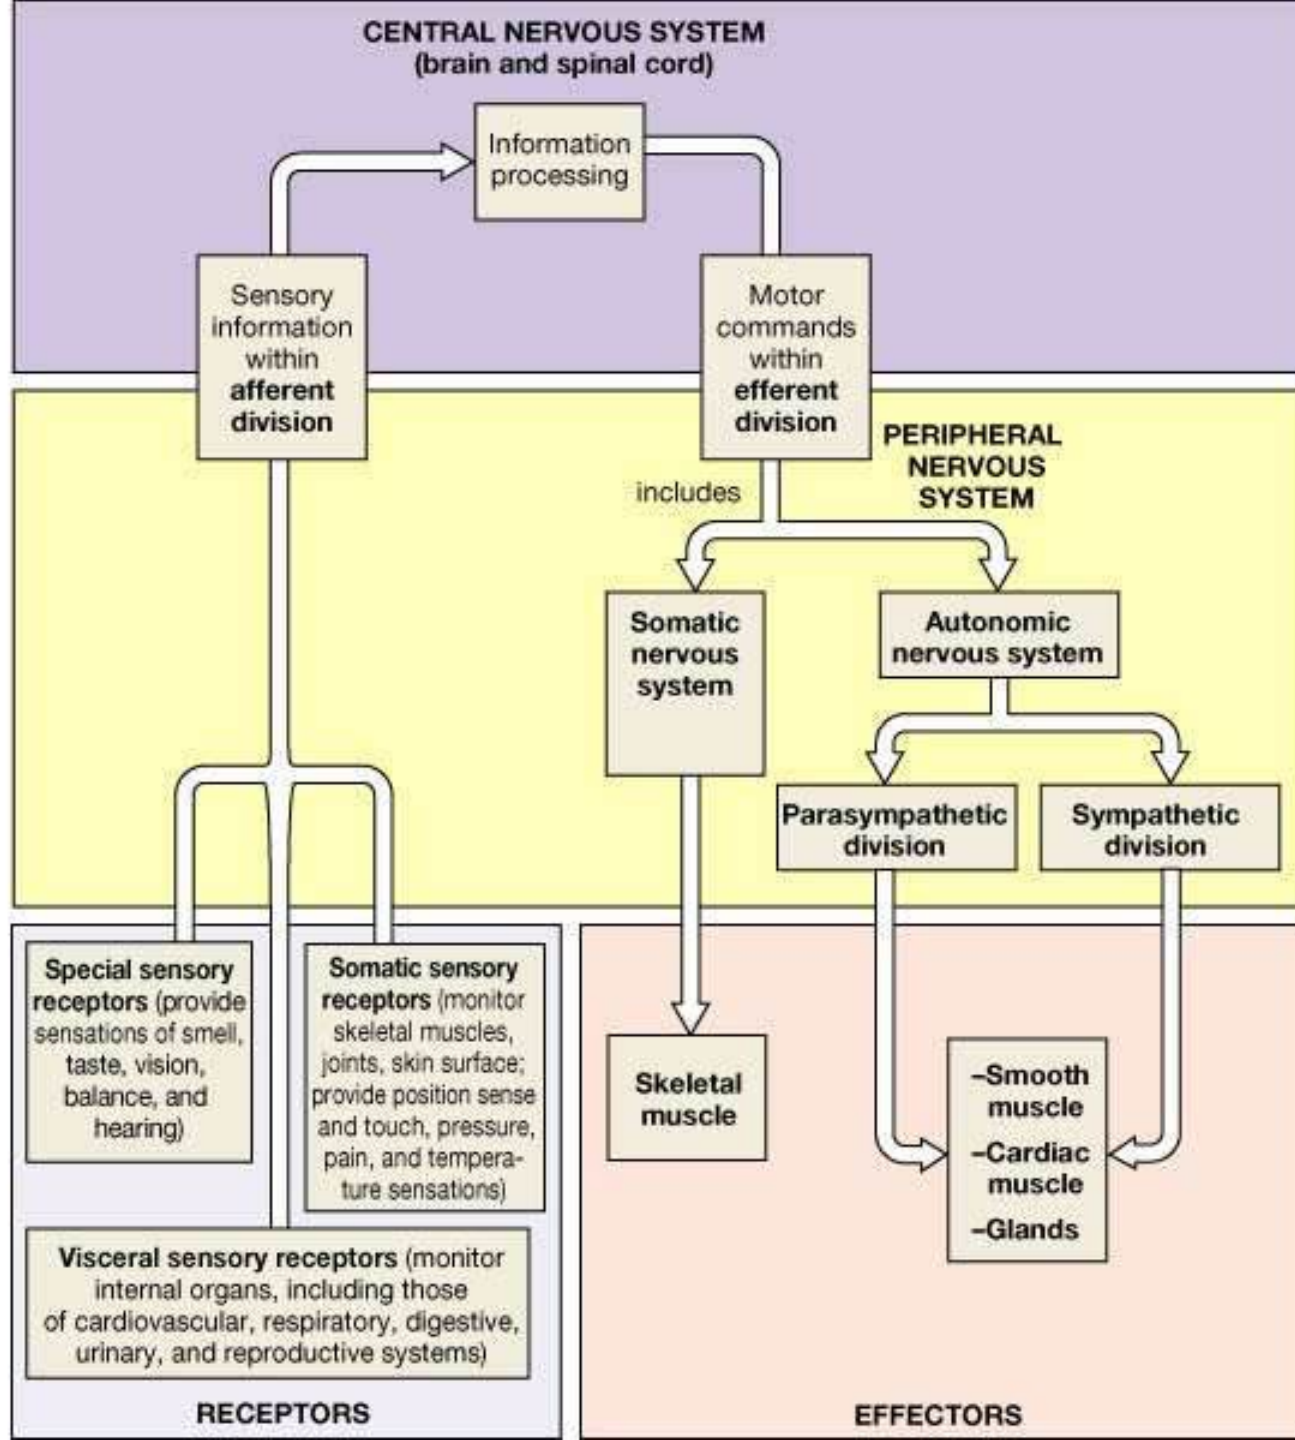 CENTRAL NERVOUS SYSTEM
(brain and spinal cord)
Information
processing
Sensory
information
within
afferent
division
Motor
commands
within
efferent
division
PERIPHERAL
NERVOUS
SYSTEM
includes
Somatic
nervous
system
Autonomic
nervous system
Parasympathetic
division
Sympathetic
division
Special sensory
receptors (provide
sensations of smell,
taste, vision,
balance, and
hearing)
Somatic sensory
receptors (monitor
skeletal muscles,
joints, skin surface;
provide position sense
and touch, pressure,
pain, and tempera-
ture sensations)
Visceral sensory receptors (monitor
internal organs, including those
of cardiovascular, respiratory, digestive,
urinary, and reproductive systems)
RECEPTORS
Skeletal
muscle
–Smooth
muscle
–Cardiac
muscle
–Glands
EFFECTORS